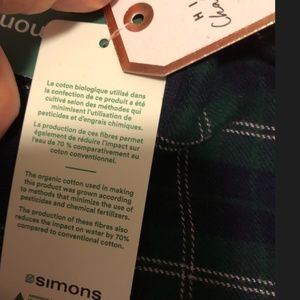 HI
Cha
mon
Le coton biologique utilisé dans
la confection de ce produit a été
cultivé selon des méthodes qui
minimisent l'utilisation de
pesticides et d'engrais chimiques.
La production de ces fibres permet
également de réduire l'impact sur
l'eau de 70 % comparativement au
coton conventionnel.
The organic cotton used in making
this product was grown according
to methods that minimize the use of
pesticides and chemical fertilizers.
The production of these fibres also
reduces the impact on water by 70%
compared to conventional cotton.
simons